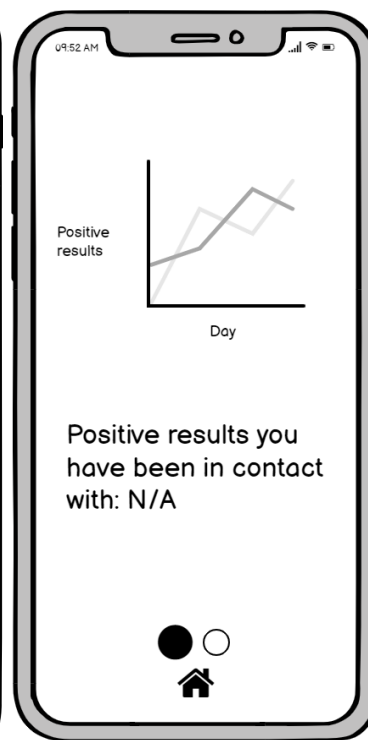 09:52 AM
Positive
results
Day
Positive results you
have been in contact
with: N/A